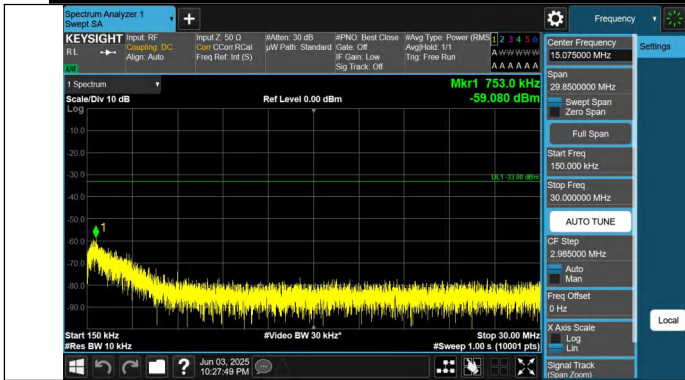 Spectrum Analyzer 1
Swept SA
Frequency
KEYSIGHT
Input: RF
Input Z: 50 Ω
#Atten: 30 dB
#PNO: Best Close
#Avg Type: Power (RMS
1 2 3 4 5 6
R L
Coupling: DC
Corr CCorr RCal
µW Path: Standard
Gate: Off
Avg|Hold: 1/1
A W W W W W
Align: Auto
Freq Ref: Int (S)
IF Gain: Low
Trig: Free Run
Sig Track: Off
A A A A A A
1 Spectrum
Mkr1 753.0 kHz
Scale/Div 10 dB
Ref Level 0.00 dBm
-59.080 dBm
Log
-10.0
-20.0
-30.0
DL1 -33.00 dBm
-40.0
-50.0
1
-60.0
-70.0
-80.0
-90.0
Start 150 kHz
#Video BW 30 kHz*
Stop 30.00 MHz
#Res BW 10 kHz
#Sweep 1.00 s (10001 pts)
?
Jun 03, 2025
10:27:49 PM
Center Frequency
15.075000 MHz
Settings
Span
29.8500000 MHz
Swept Span
Zero Span
Full Span
Start Freq
150.000 kHz
Stop Freq
30.000000 MHz
AUTO TUNE
CF Step
2.985000 MHz
Auto
Man
Freq Offset
0 Hz
Local
X Axis Scale
Log
Lin
Signal Track
(Span Zoom)